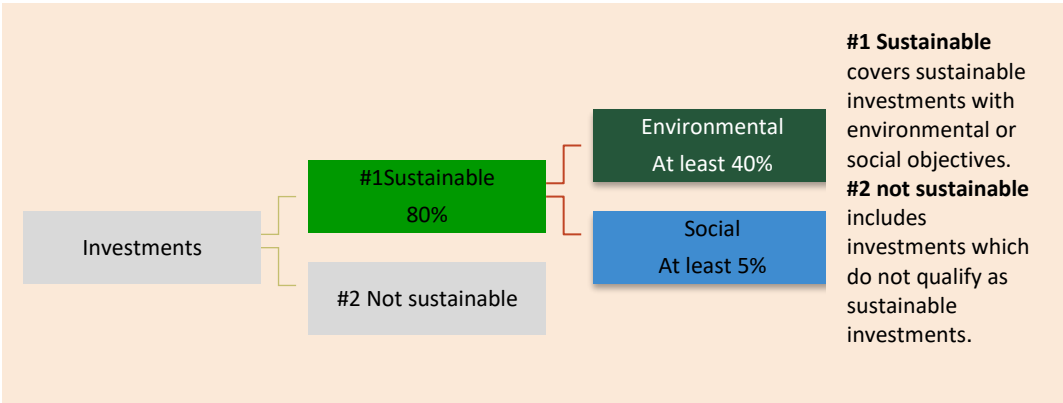 Investments
#1Sustainable
80%
#2 Not sustainable
Environmental
At least 40%
Social
At least 5%
#1 Sustainable
covers sustainable
investments with
environmental or
social objectives.
#2 not sustainable
includes
investments which
do not qualify as
sustainable
investments.